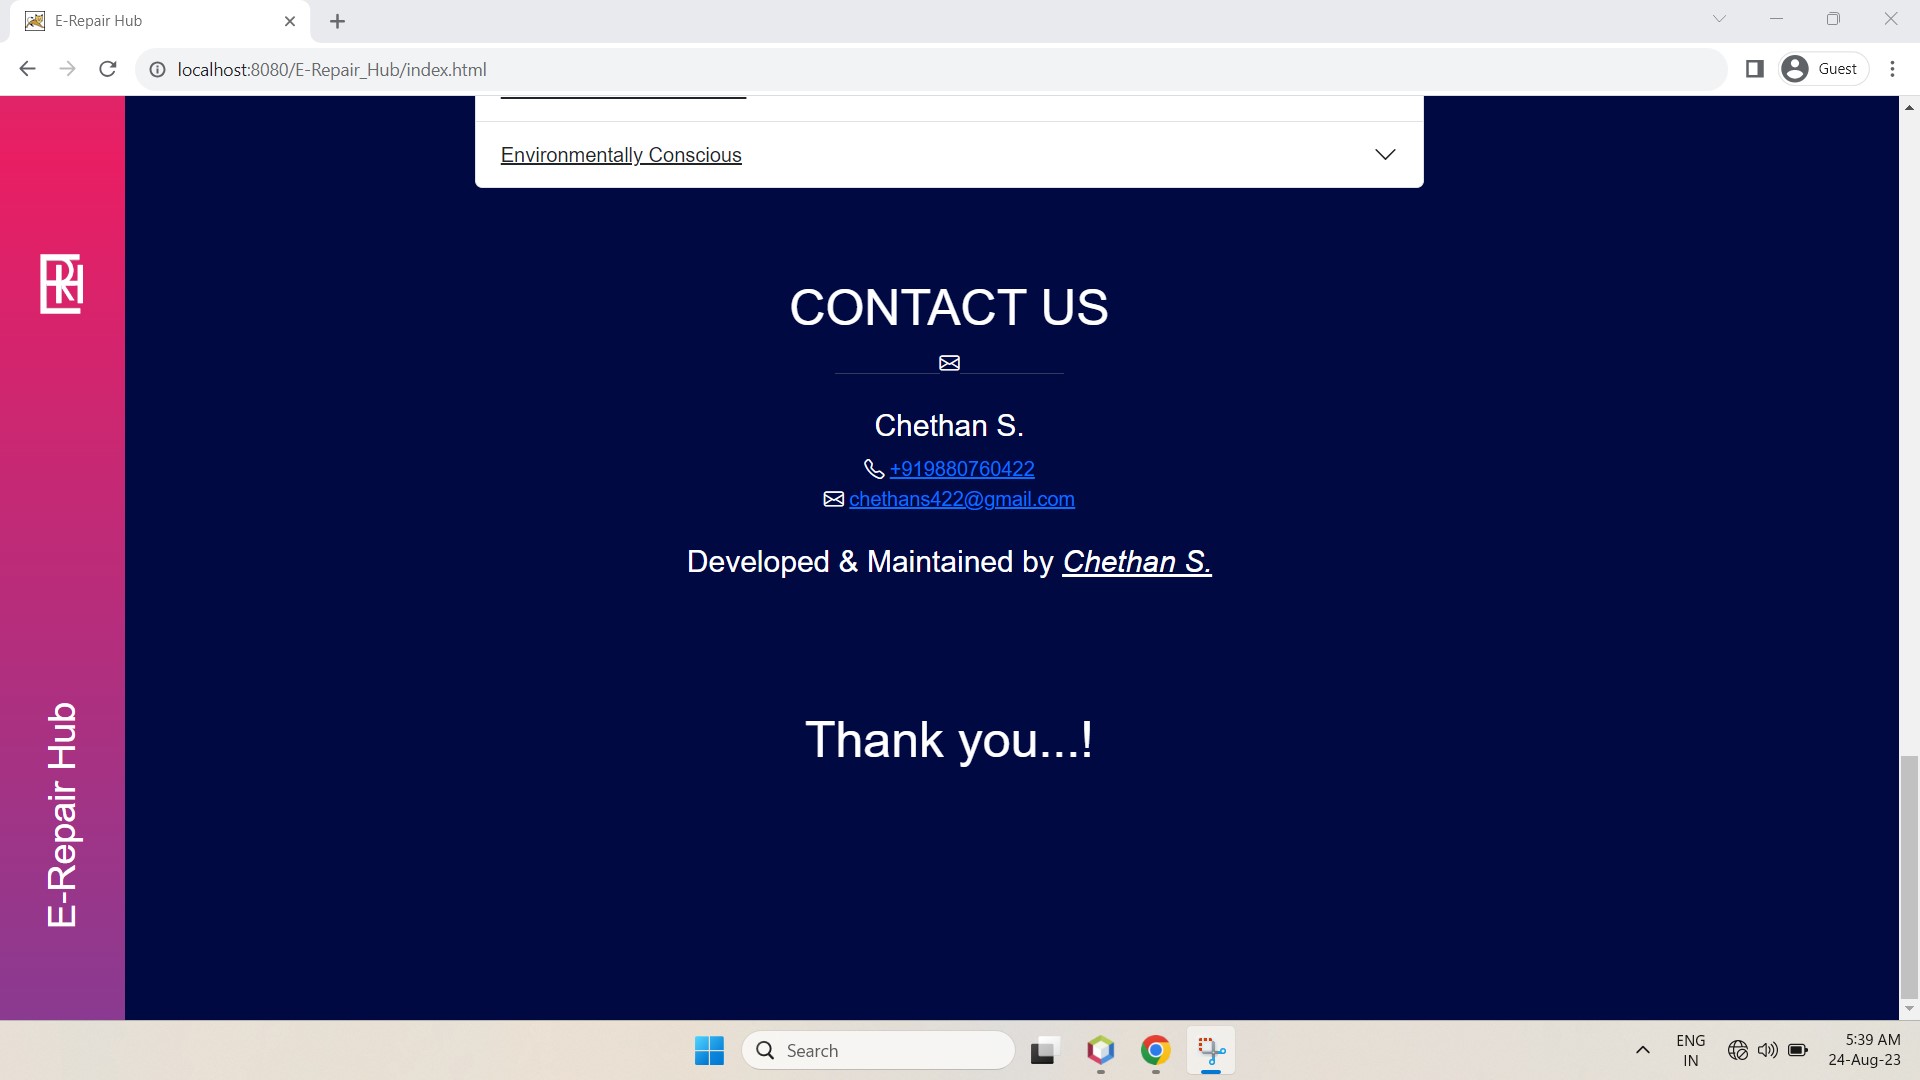 E-Repair Hub
localhost:8080/E-Repair_Hub/index.html
Guest
Environmentally Conscious
CONTACT US
Chethan S.
+919880760422
chethans422@gmail.com
Developed & Maintained by Chethan S.
Thank you...!
E-Repair Hub
Search
ENG
IN
5:39 AM
24-Aug-23